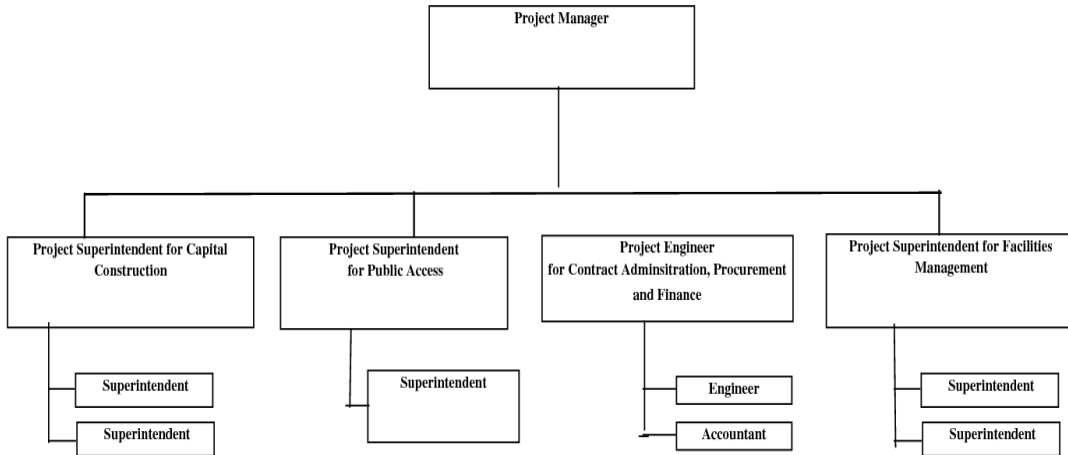 Project Manager
Project Superintendent for Capital
Construction
Project Superintendent
for Public Access
Project Engineer
for Contract Adminsitration, Procurement
and Finance
Project Superintendent for Facilities
Management
Superintendent
Superintendent
Superintendent
Engineer
Accountant
Superintendent
Superintendent